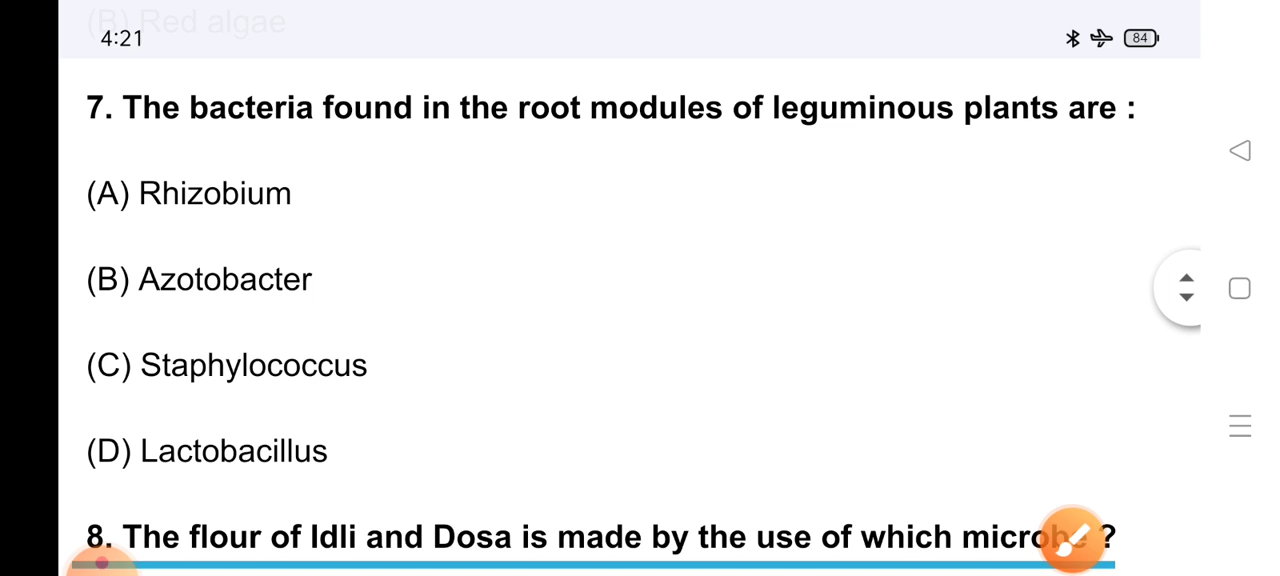 (B) Red algae
4:21
84
7. The bacteria found in the root modules of leguminous plants are :
(A) Rhizobium
(B) Azotobacter
(C) Staphylococcus
(D) Lactobacillus
8. The flour of Idli and Dosa is made by the use of which ?